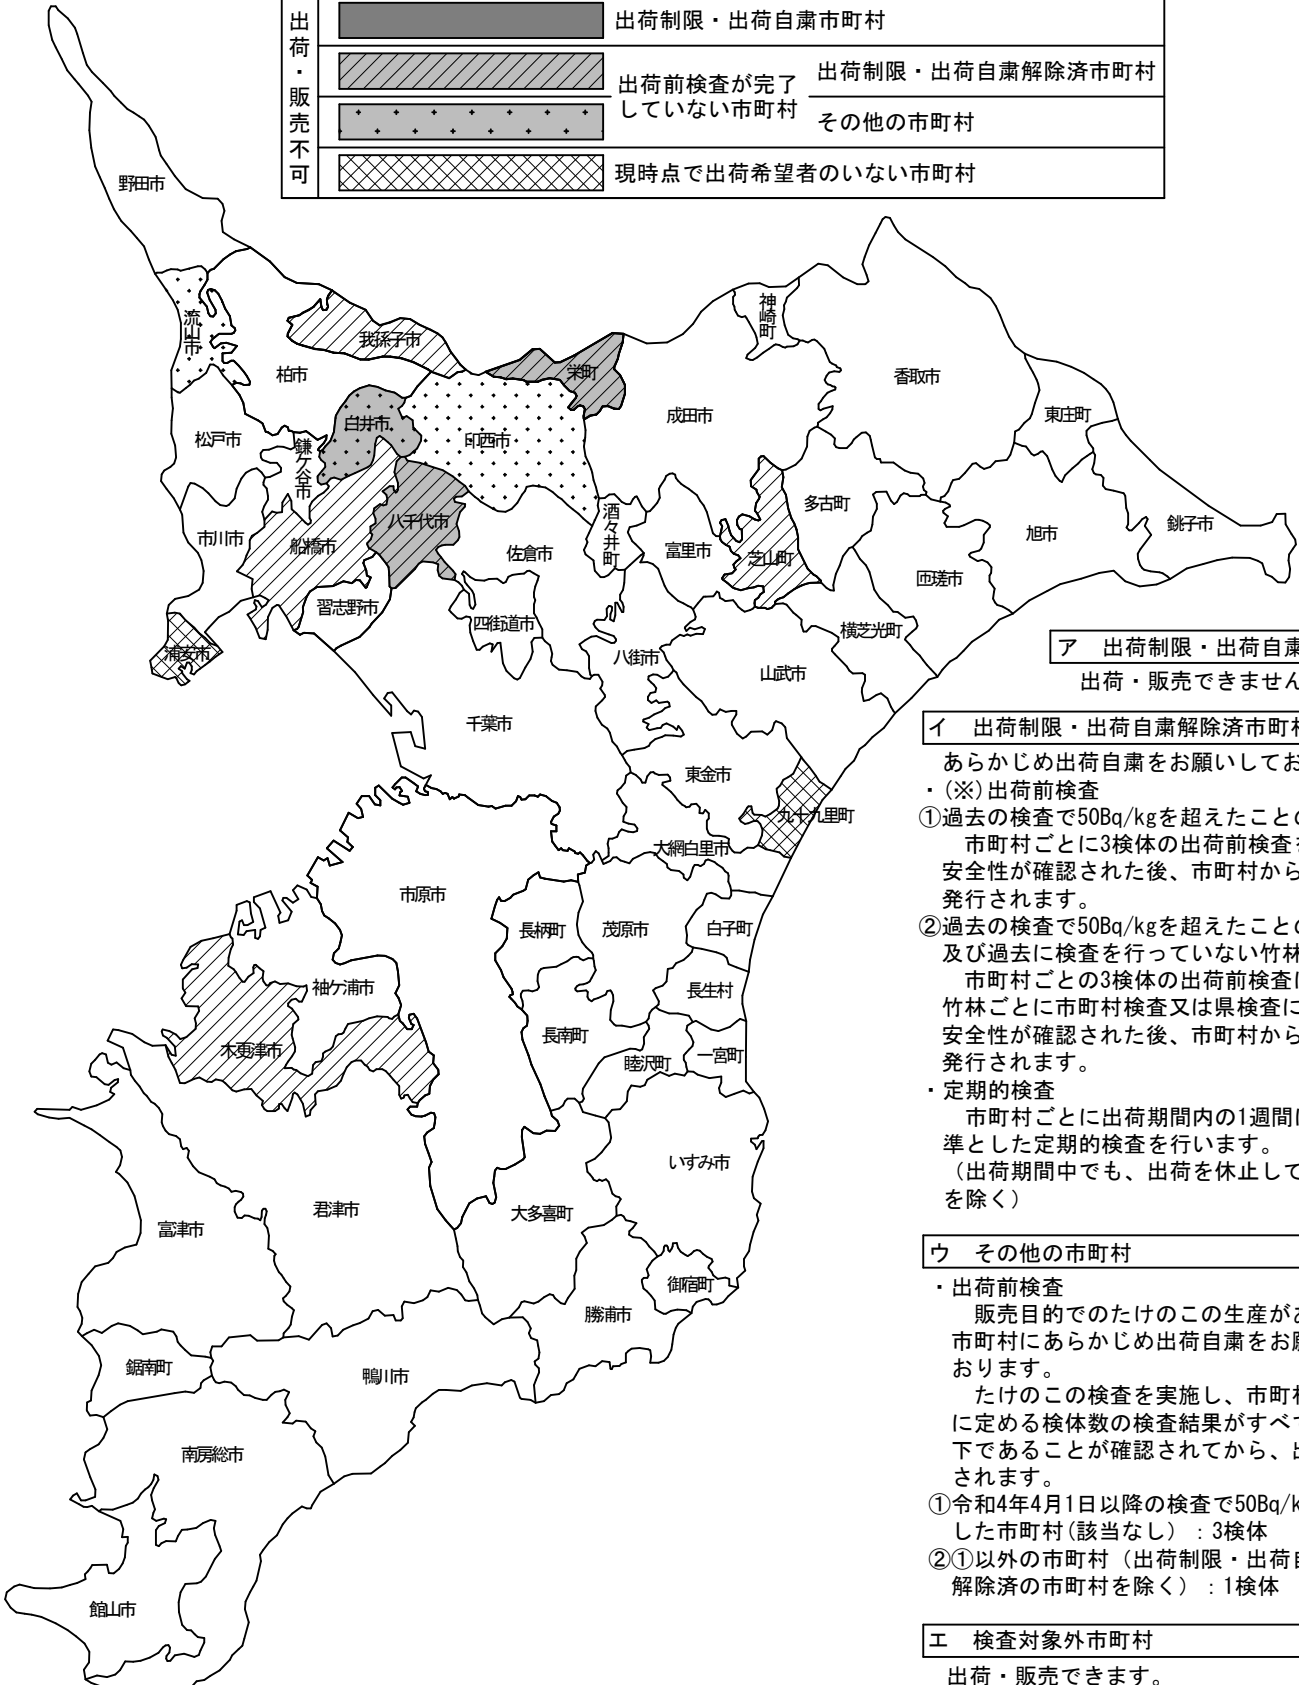 出荷・販売不可
出荷制限・出荷自粛市町村
出荷前検査が完了
していない市町村
出荷制限・出荷自粛解除済市町村
その他の市町村
現時点で出荷希望者のいない市町村
野田市
流山市
我孫子市
柏市
栄町
神崎町
香取市
成田市
東庄町
白井市
印西市
松戸市
鎌ケ谷市
多古町
銚子市
旭市
市川市
船橋市
八千代市
佐倉市
酒々井町
富里市
芝山町
匝瑳市
習志野市
四街道市
横芝光町
浦安市
八街市
山武市
千葉市
東金市
九十九里町
大網白里市
市原市
長柄町
茂原市
白子町
袖ケ浦市
長生村
木更津市
長南町
睦沢町
一宮町
いすみ市
君津市
大多喜町
富津市
御宿町
勝浦市
鋸南町
鴨川市
南房総市
館山市
ア 出荷制限・出荷自粛
出荷・販売できません
イ 出荷制限・出荷自粛解除済市町村
あらかじめ出荷自粛をお願いしてお
・(※)出荷前検査
①過去の検査で50Bq/kgを超えたことの
市町村ごとに3検体の出荷前検査を
安全性が確認された後、市町村から
発行されます。
②過去の検査で50Bq/kgを超えたことの
及び過去に検査を行っていない竹林
市町村ごとの3検体の出荷前検査に
竹林ごとに市町村検査又は県検査に
安全性が確認された後、市町村から
発行されます。
・定期的検査
市町村ごとに出荷期間内の1週間に
準とした定期的検査を行います。
（出荷期間中でも、出荷を休止して
を除く）
ウ その他の市町村
・出荷前検査
販売目的でのたけのこの生産があ
市町村にあらかじめ出荷自粛をお願
おります。
たけのこの検査を実施し、市町村
に定める検体数の検査結果がすべて
下であることが確認されてから、出
されます。
①令和4年4月1日以降の検査で50Bq/k
した市町村(該当なし）：3検体
②①以外の市町村（出荷制限・出荷自
解除済の市町村を除く）：1検体
エ 検査対象外市町村
出荷・販売できます。